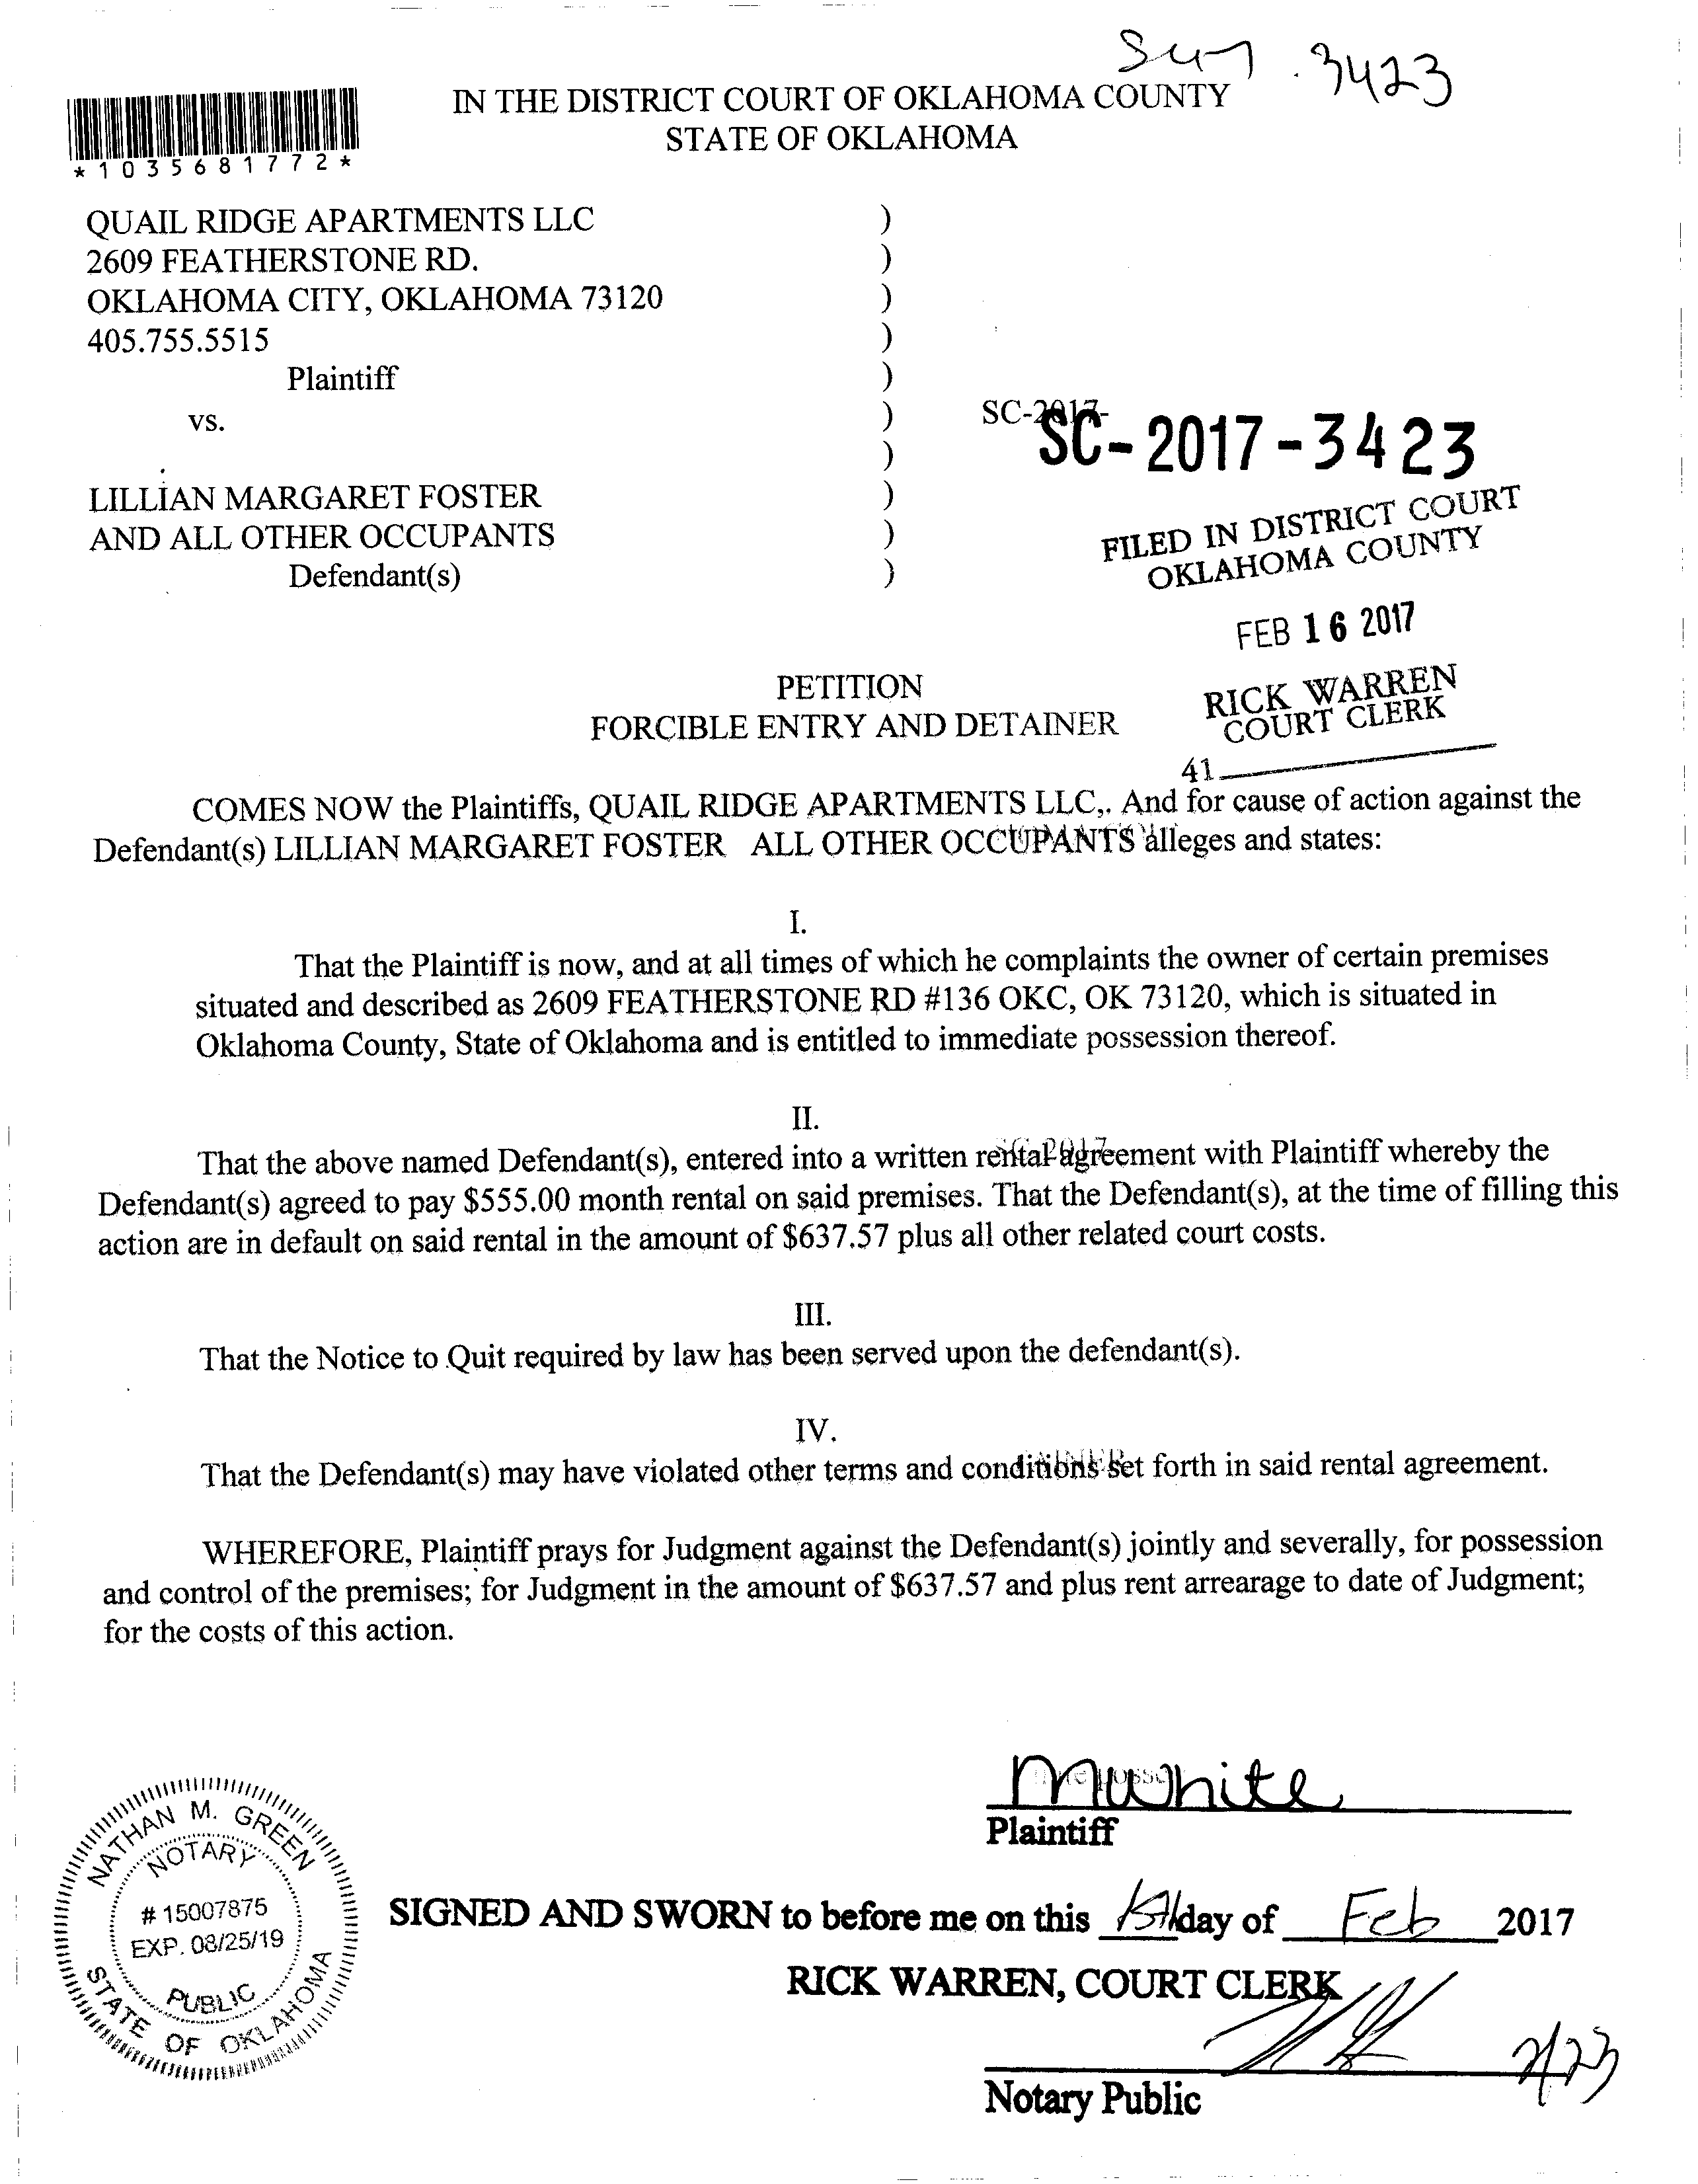 3423
IN THE DISTRICT COURT OF OKLAHOMA COUNTY
STATE OF OKLAHOMA
*1035681772*
QUAIL RIDGE APARTMENTS LLC )
2609 FEATHERSTONE RD. )
OKLAHOMA CITY, OKLAHOMA 73120 )
405.755.5515 )
Plaintiff )
vs. )
SC-2017-
SC-2017-3423
)
LILLIAN MARGARET FOSTER )
AND ALL OTHER OCCUPANTS )
Defendant(s) )
FILED IN DISTRICT COURT
OKLAHOMA COUNTY
FEB 16 2017
RICK WARREN
COURT CLERK
41
PETITION
FORCIBLE ENTRY AND DETAINER
COMES NOW the Plaintiffs, QUAIL RIDGE APARTMENTS LLC,. And for cause of action against the
Defendant(s) LILLIAN MARGARET FOSTER ALL OTHER OCCUPANTS alleges and states:
I.
That the Plaintiff is now, and at all times of which he complaints the owner of certain premises
situated and described as 2609 FEATHERSTONE RD #136 OKC, OK 73120, which is situated in
Oklahoma County, State of Oklahoma and is entitled to immediate possession thereof.
II.
That the above named Defendant(s), entered into a written rental agreement with Plaintiff whereby the
Defendant(s) agreed to pay $555.00 month rental on said premises. That the Defendant(s), at the time of filling this
action are in default on said rental in the amount of $637.57 plus all other related court costs.
III.
That the Notice to Quit required by law has been served upon the defendant(s).
IV.
That the Defendant(s) may have violated other terms and conditions set forth in said rental agreement.
WHEREFORE, Plaintiff prays for Judgment against the Defendant(s) jointly and severally, for possession
and control of the premises; for Judgment in the amount of $637.57 and plus rent arrearage to date of Judgment;
for the costs of this action.
MWhite
Plaintiff
NATHAN M. GREEN
NOTARY
# 15007875
EXP. 08/25/19
PUBLIC
STATE OF OKLAHOMA
SIGNED AND SWORN to before me on this day of Feb 2017
RICK WARREN, COURT CLERK
2/23
Notary Public